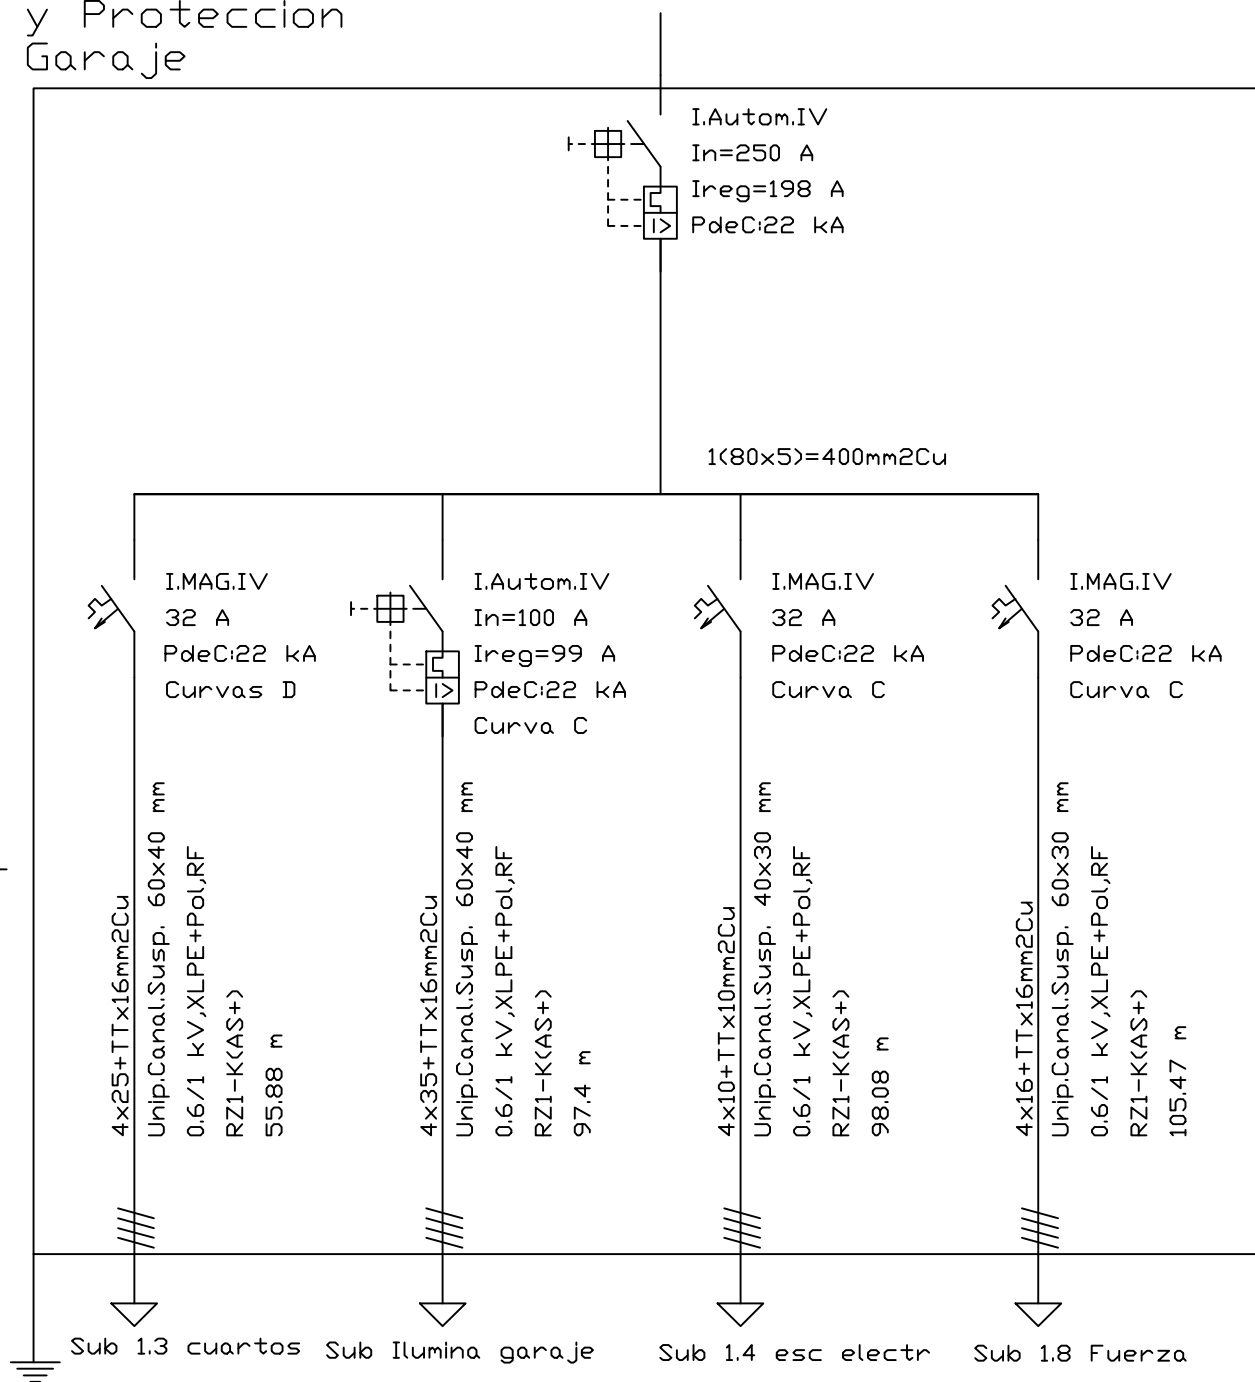 y Proteccion
Garaje
I.Autom.IV
In=250 A
Ireg=198 A
PdeC:22 kA
1(80x5)=400mm2Cu
I.MAG.IV
32 A
PdeC:22 kA
Curvas D
I.Autom.IV
In=100 A
Ireg=99 A
PdeC:22 kA
Curva C
I.MAG.IV
32 A
PdeC:22 kA
Curva C
I.MAG.IV
32 A
PdeC:22 kA
Curva C
4x25+TTx16mm2Cu
Unip.Canal.Susp. 60x40 mm
0.6/1 kV,XLPE+Pol,RF
RZ1-K(AS+)
55.88 m
4x35+TTx16mm2Cu
Unip.Canal.Susp. 60x40 mm
0.6/1 kV,XLPE+Pol,RF
RZ1-K(AS+)
97.4 m
4x10+TTx10mm2Cu
Unip.Canal.Susp. 40x30 mm
0.6/1 kV,XLPE+Pol,RF
RZ1-K(AS+)
98.08 m
4x16+TTx16mm2Cu
Unip.Canal.Susp. 60x30 mm
0.6/1 kV,XLPE+Pol,RF
RZ1-K(AS+)
105.47 m
Sub 1.3 cuartos
Sub Ilumina garaje
Sub 1.4 esc electr
Sub 1.8 Fuerza